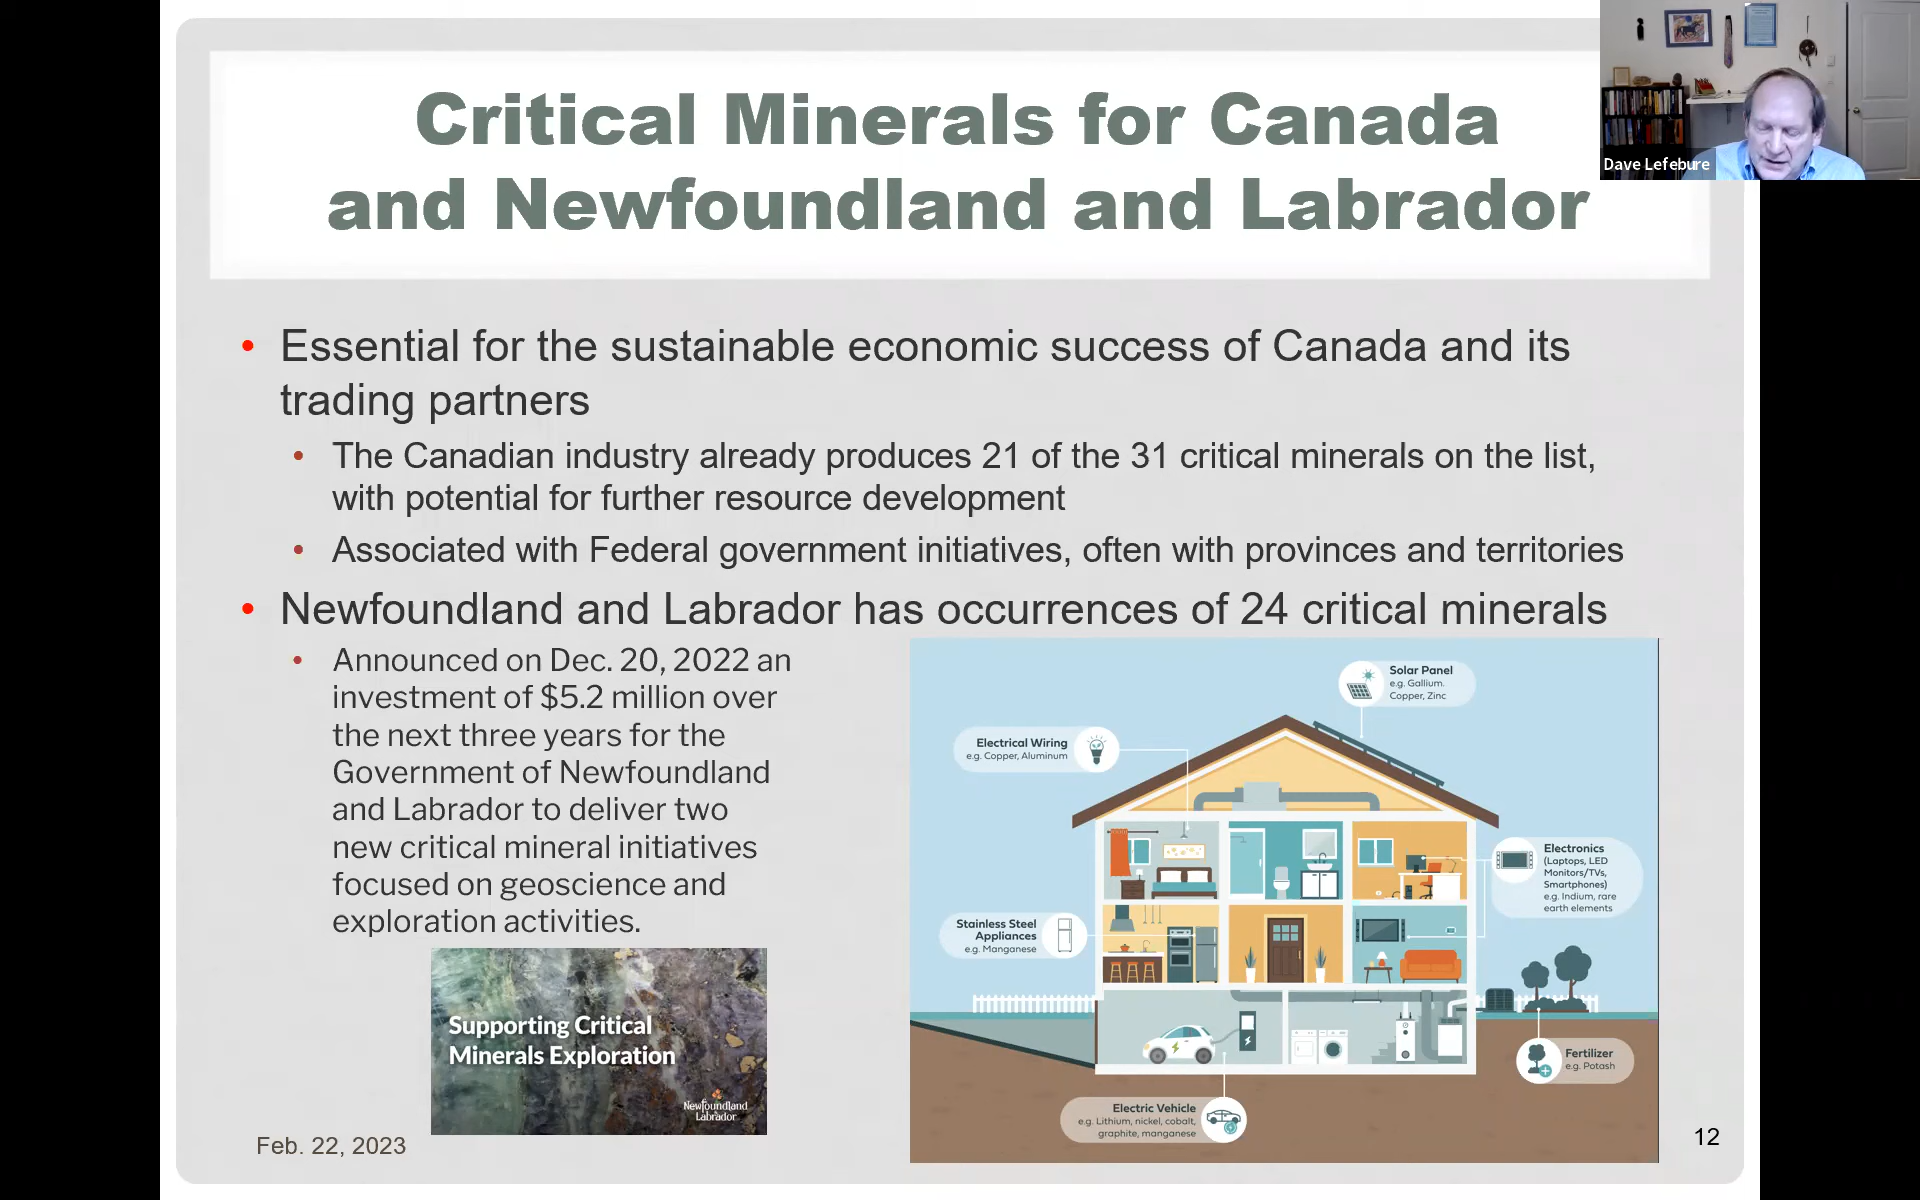 Critical Minerals for Canada
and Newfoundland and Labrador
Dave Lefebure
• Essential for the sustainable economic success of Canada and its
trading partners
• The Canadian industry already produces 21 of the 31 critical minerals on the list,
with potential for further resource development
• Associated with Federal government initiatives, often with provinces and territories
• Newfoundland and Labrador has occurrences of 24 critical minerals
• Announced on Dec. 20, 2022 an
investment of $5.2 million over
the next three years for the
Government of Newfoundland
and Labrador to deliver two
new critical mineral initiatives
focused on geoscience and
exploration activities.
Supporting Critical
Minerals Exploration
Newfoundland
Labrador
Solar Panel
e.g. Gallium.
Copper, Zinc
Electrical Wiring
e.g. Copper, Aluminum
Electronics
(Laptops, LED
Monitors/TVs,
Smartphones)
e.g. Indium, rare
earth elements
Stainless Steel
Appliances
e.g. Manganese
Fertilizer
e.g. Potash
Electric Vehicle
e.g. Lithium, nickel, cobalt,
graphite, manganese
Feb. 22, 2023
12